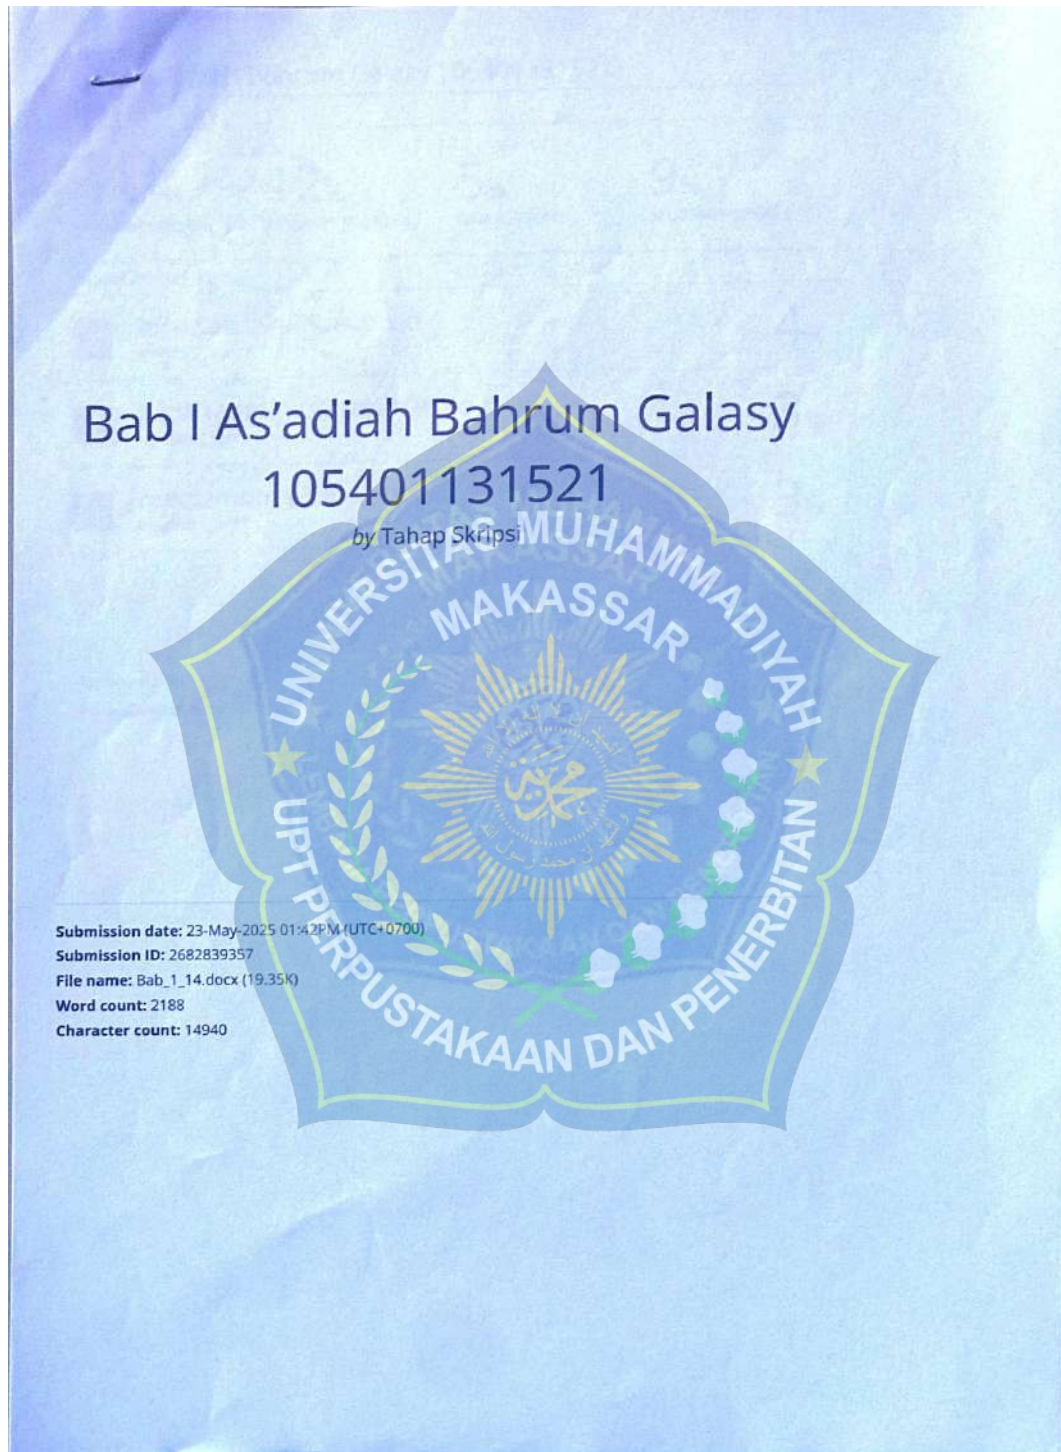 Bab I As'adiah Bahrum Galasy
105401131521
by Tahap Skripsi
UNIVERSITAS MUHAMMADIYAH
MAKASSAR
UPT PERPUSTAKAAN DAN PENERBITAN
Submission date: 23-May-2025 01:42PM (UTC+0700)
Submission ID: 2682839357
File name: Bab_1_14.docx (19.35K)
Word count: 2188
Character count: 14940